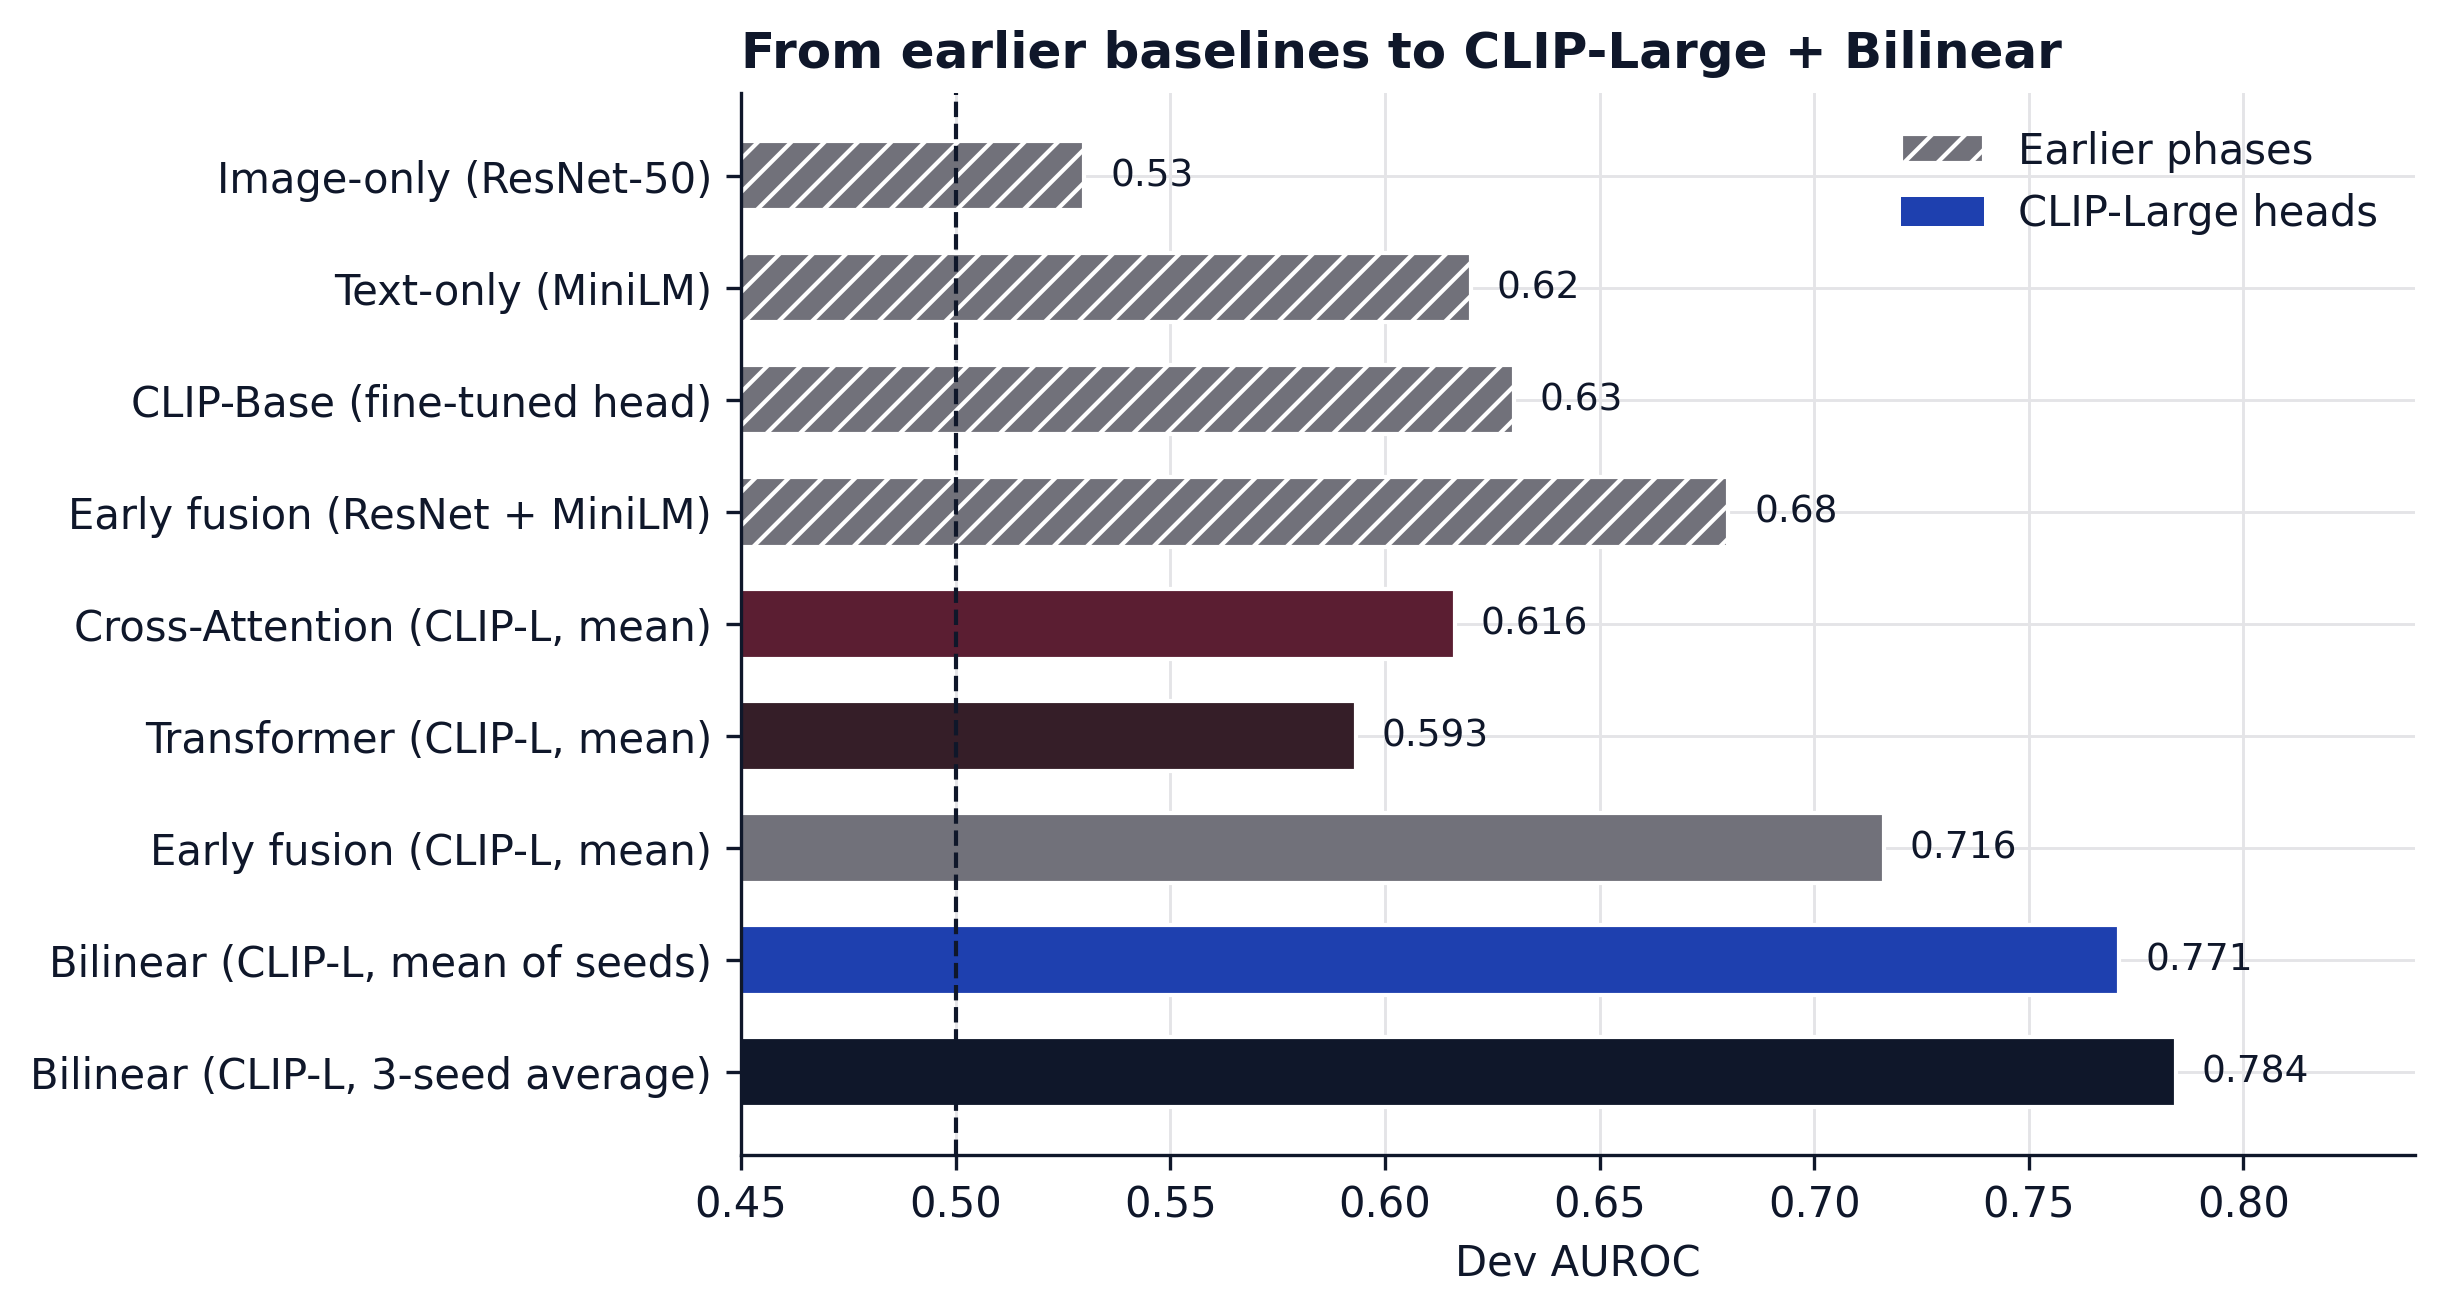 From earlier baselines to CLIP-Large + Bilinear
Earlier phases
CLIP-Large heads
Image-only (ResNet-50) 0.53
Text-only (MiniLM) 0.62
CLIP-Base (fine-tuned head) 0.63
Early fusion (ResNet + MiniLM) 0.68
Cross-Attention (CLIP-L, mean) 0.616
Transformer (CLIP-L, mean) 0.593
Early fusion (CLIP-L, mean) 0.716
Bilinear (CLIP-L, mean of seeds) 0.771
Bilinear (CLIP-L, 3-seed average) 0.784
0.45 0.50 0.55 0.60 0.65 0.70 0.75 0.80
Dev AUROC